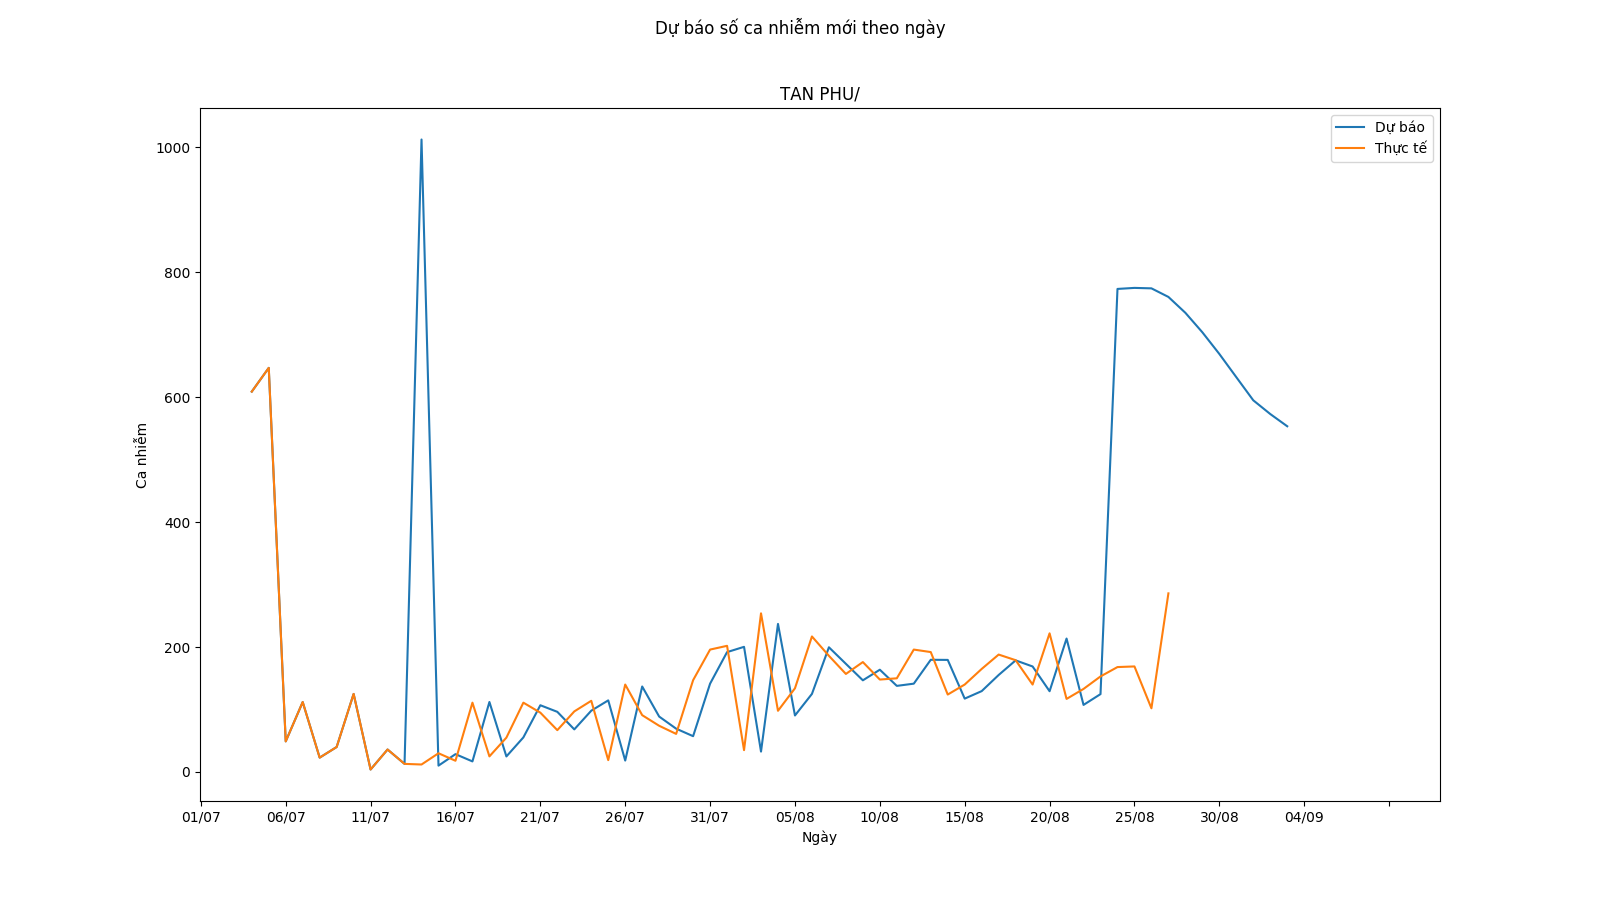 Dự báo số ca nhiễm mới theo ngày
TAN PHU/
Dự báo
Thực tế
1000
800
600
400
200
0
Ca nhiễm
01/07 06/07 11/07 16/07 21/07 26/07 31/07 05/08 10/08 15/08 20/08 25/08 30/08 04/09
Ngày